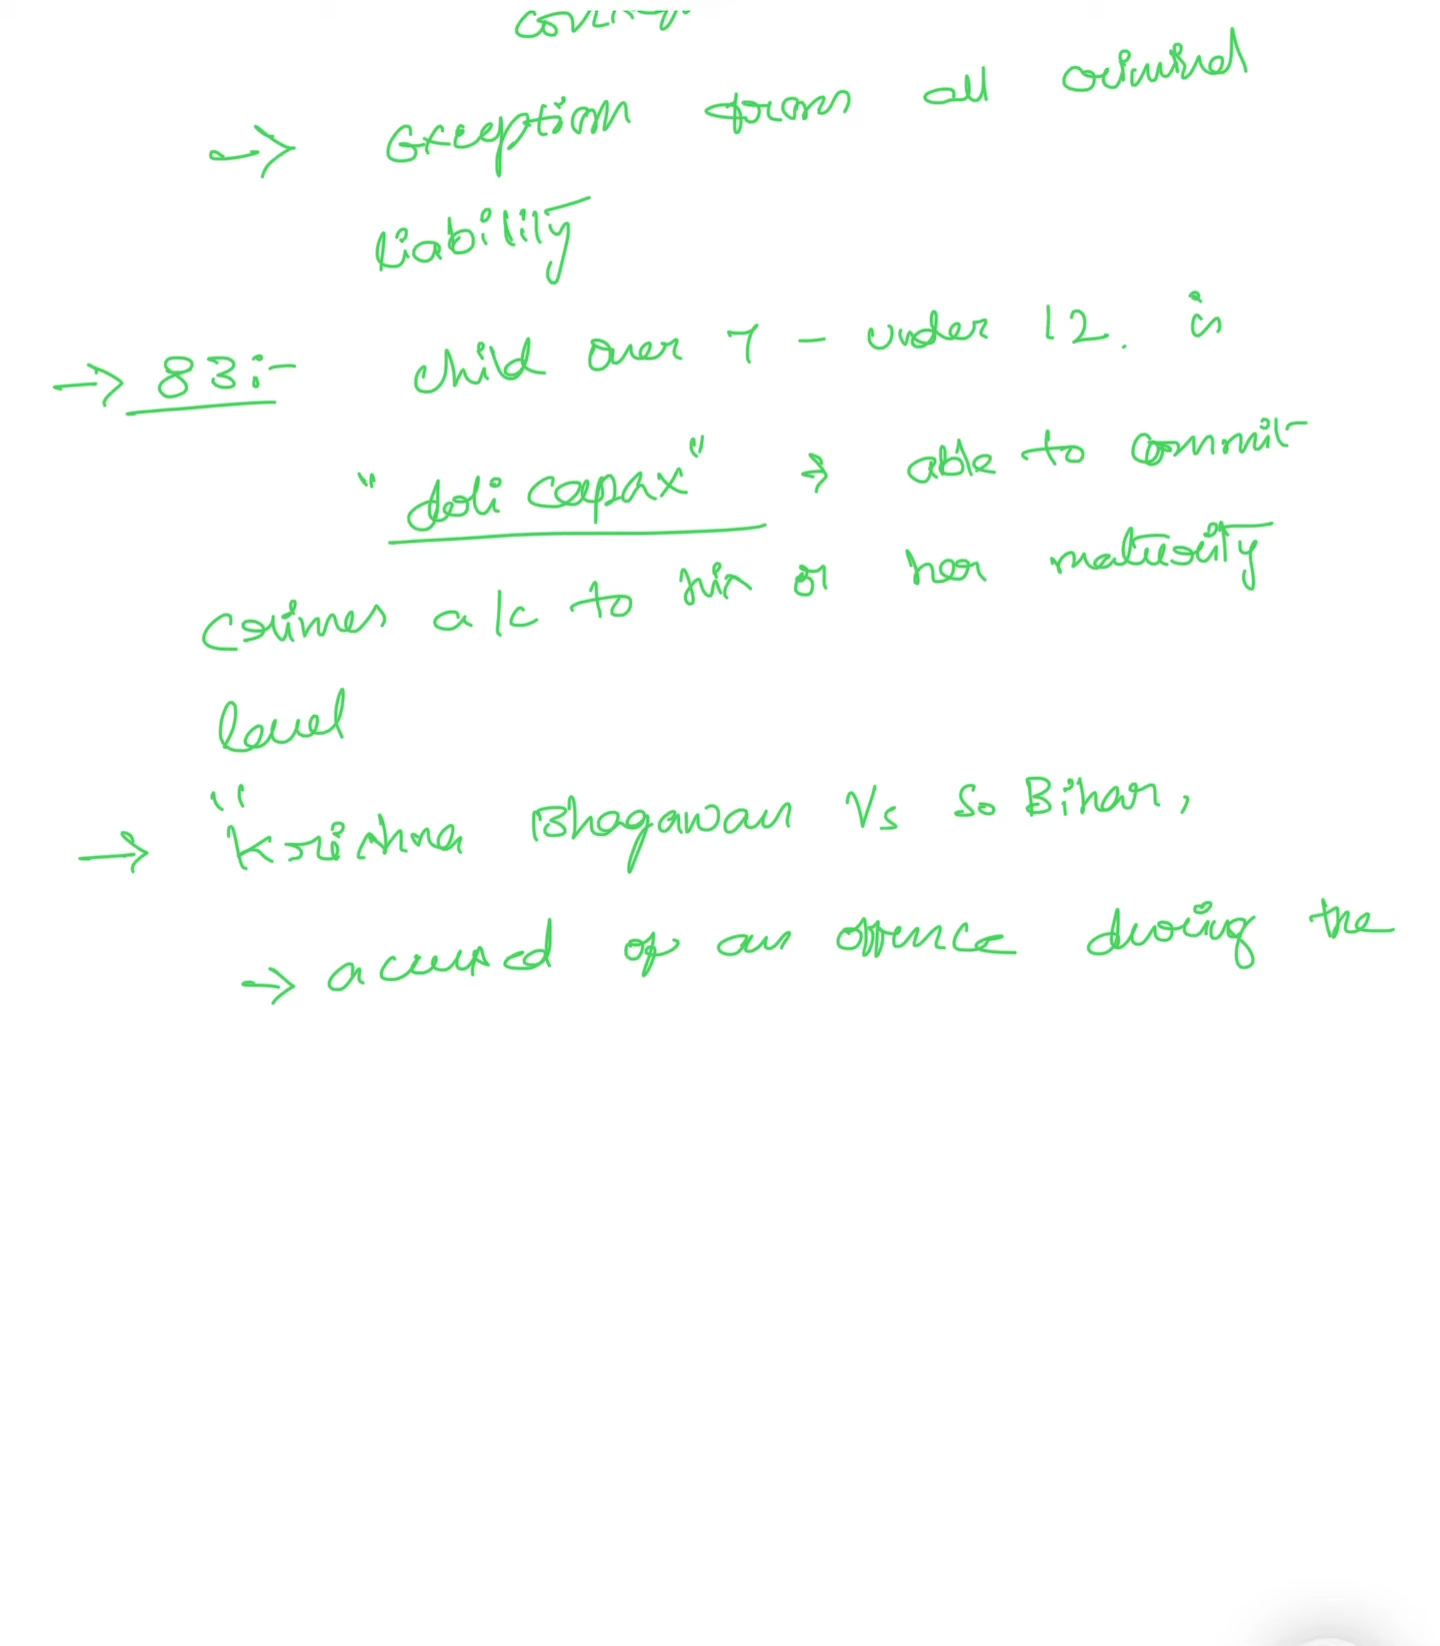 → Exception from all criminal
liability
→ 83:- child over 7 - under 12. is
"doli capax" → able to commit
crimes a/c to his or her maturity
level
→ "Krishna Bhagawan Vs So Bihar,
→ accused of an offence during the